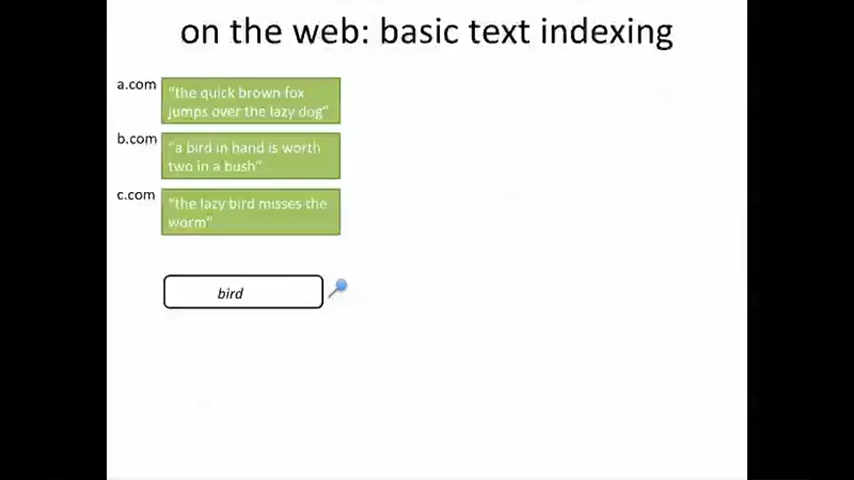 on the web: basic text indexing
a.com
"the quick brown fox
jumps over the lazy dog"
b.com
"a bird in hand is worth
two in a bush"
c.com
"the lazy bird misses the
worm"
bird